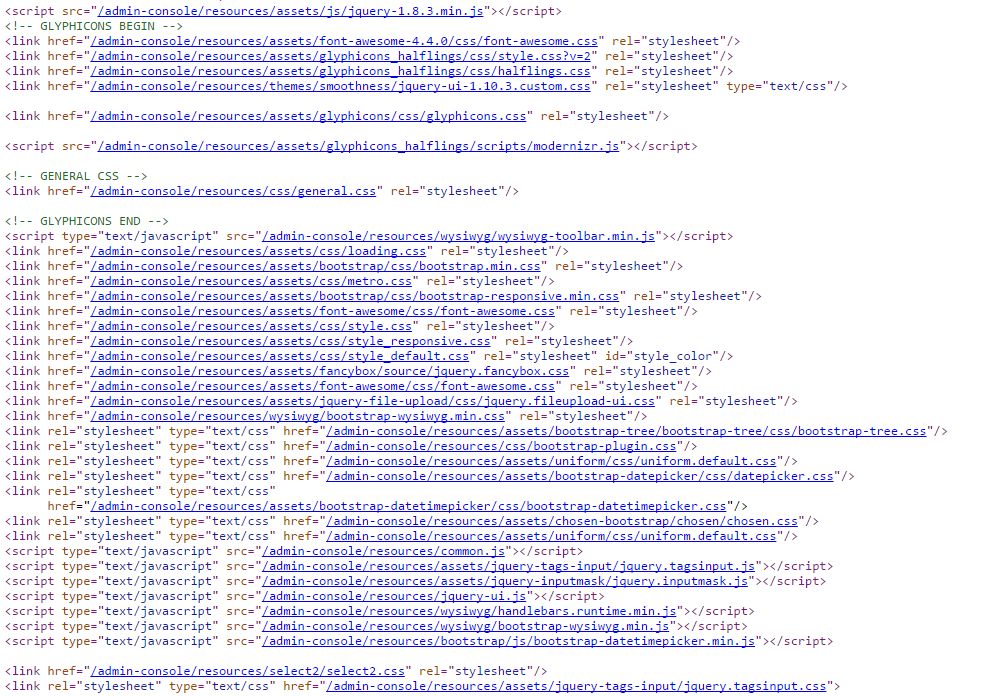 <script src="/admin-console/resources/assets/js/jquery-1.8.3.min.js"></script>
<!-- GLYPHICONS BEGIN -->
<link href="/admin-console/resources/assets/font-awesome-4.4.0/css/font-awesome.css" rel="stylesheet"/>
<link href="/admin-console/resources/assets/glyphicons_halflings/css/style.css?v=2" rel="stylesheet"/>
<link href="/admin-console/resources/assets/glyphicons_halflings/css/halflings.css" rel="stylesheet"/>
<link href="/admin-console/resources/themes/smoothness/jquery-ui-1.10.3.custom.css" rel="stylesheet" type="text/css"/>
<link href="/admin-console/resources/assets/glyphicons/css/glyphicons.css" rel="stylesheet"/>
<script src="/admin-console/resources/assets/glyphicons_halflings/scripts/modernizr.js"></script>
<!-- GENERAL CSS -->
<link href="/admin-console/resources/css/general.css" rel="stylesheet"/>
<!-- GLYPHICONS END -->
<script type="text/javascript" src="/admin-console/resources/wysiwyg/wysiwyg-toolbar.min.js"></script>
<link href="/admin-console/resources/assets/css/loading.css" rel="stylesheet"/>
<link href="/admin-console/resources/assets/bootstrap/css/bootstrap.min.css" rel="stylesheet"/>
<link href="/admin-console/resources/assets/css/metro.css" rel="stylesheet"/>
<link href="/admin-console/resources/assets/bootstrap/css/bootstrap-responsive.min.css" rel="stylesheet"/>
<link href="/admin-console/resources/assets/font-awesome/css/font-awesome.css" rel="stylesheet"/>
<link href="/admin-console/resources/assets/css/style.css" rel="stylesheet"/>
<link href="/admin-console/resources/assets/css/style_responsive.css" rel="stylesheet"/>
<link href="/admin-console/resources/assets/css/style_default.css" rel="stylesheet" id="style_color"/>
<link href="/admin-console/resources/assets/fancybox/source/jquery.fancybox.css" rel="stylesheet"/>
<link href="/admin-console/resources/assets/font-awesome/css/font-awesome.css" rel="stylesheet"/>
<link href="/admin-console/resources/assets/jquery-file-upload/css/jquery.fileupload-ui.css" rel="stylesheet"/>
<link href="/admin-console/resources/wysiwyg/bootstrap-wysiwyg.min.css" rel="stylesheet"/>
<link rel="stylesheet" type="text/css" href="/admin-console/resources/assets/bootstrap-tree/bootstrap-tree/css/bootstrap-tree.css"/>
<link rel="stylesheet" type="text/css" href="/admin-console/resources/css/bootstrap-plugin.css"/>
<link rel="stylesheet" type="text/css" href="/admin-console/resources/assets/uniform/css/uniform.default.css"/>
<link rel="stylesheet" type="text/css" href="/admin-console/resources/assets/bootstrap-datepicker/css/datepicker.css"/>
<link rel="stylesheet" type="text/css"
href="/admin-console/resources/assets/bootstrap-datetimepicker/css/bootstrap-datetimepicker.css"/>
<link rel="stylesheet" type="text/css" href="/admin-console/resources/assets/chosen-bootstrap/chosen/chosen.css"/>
<link rel="stylesheet" type="text/css" href="/admin-console/resources/assets/uniform/css/uniform.default.css"/>
<script type="text/javascript" src="/admin-console/resources/common.js"></script>
<script type="text/javascript" src="/admin-console/resources/assets/jquery-tags-input/jquery.tagsinput.js"></script>
<script type="text/javascript" src="/admin-console/resources/assets/jquery-inputmask/jquery.inputmask.js"></script>
<script type="text/javascript" src="/admin-console/resources/jquery-ui.js"></script>
<script type="text/javascript" src="/admin-console/resources/wysiwyg/handlebars.runtime.min.js"></script>
<script type="text/javascript" src="/admin-console/resources/wysiwyg/bootstrap-wysiwyg.min.js"></script>
<script type="text/javascript" src="/admin-console/resources/bootstrap/js/bootstrap-datetimepicker.min.js"></script>
<link href="/admin-console/resources/select2/select2.css" rel="stylesheet"/>
<link rel="stylesheet" type="text/css" href="/admin-console/resources/assets/jquery-tags-input/jquery.tagsinput.css">